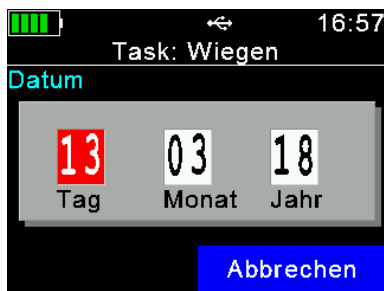 16:57
Task: Wiegen
Datum
13 03 18
Tag Monat Jahr
Abbrechen